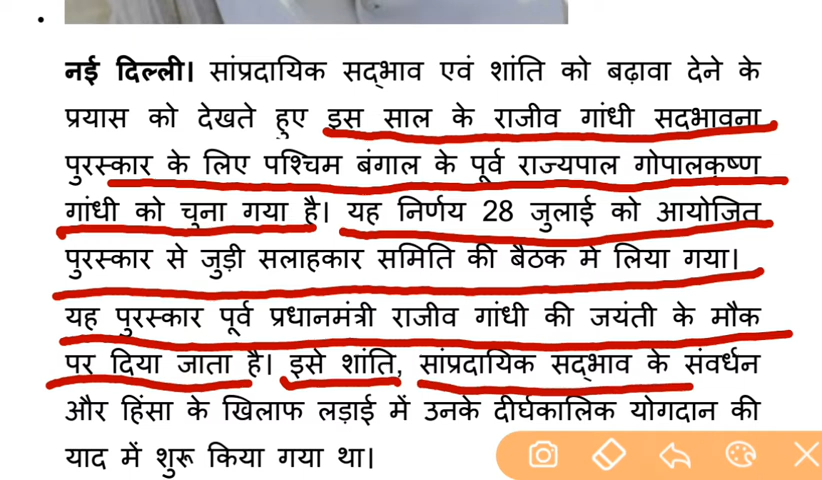 नई दिल्ली। सांप्रदायिक सद्भाव एवं शांति को बढ़ावा देने के
प्रयास को देखते हुए इस साल के राजीव गांधी सदभावना
पुरस्कार के लिए पश्चिम बंगाल के पूर्व राज्यपाल गोपालकृष्ण
गांधी को चुना गया है। यह निर्णय 28 जुलाई को आयोजित
पुरस्कार से जुड़ी सलाहकार समिति की बैठक में लिया गया।
यह पुरस्कार पूर्व प्रधानमंत्री राजीव गांधी की जयंती के मौके
पर दिया जाता है। इसे शांति, सांप्रदायिक सद्भाव के संवर्धन
और हिंसा के खिलाफ लड़ाई में उनके दीर्घकालिक योगदान की
याद में शुरू किया गया था।